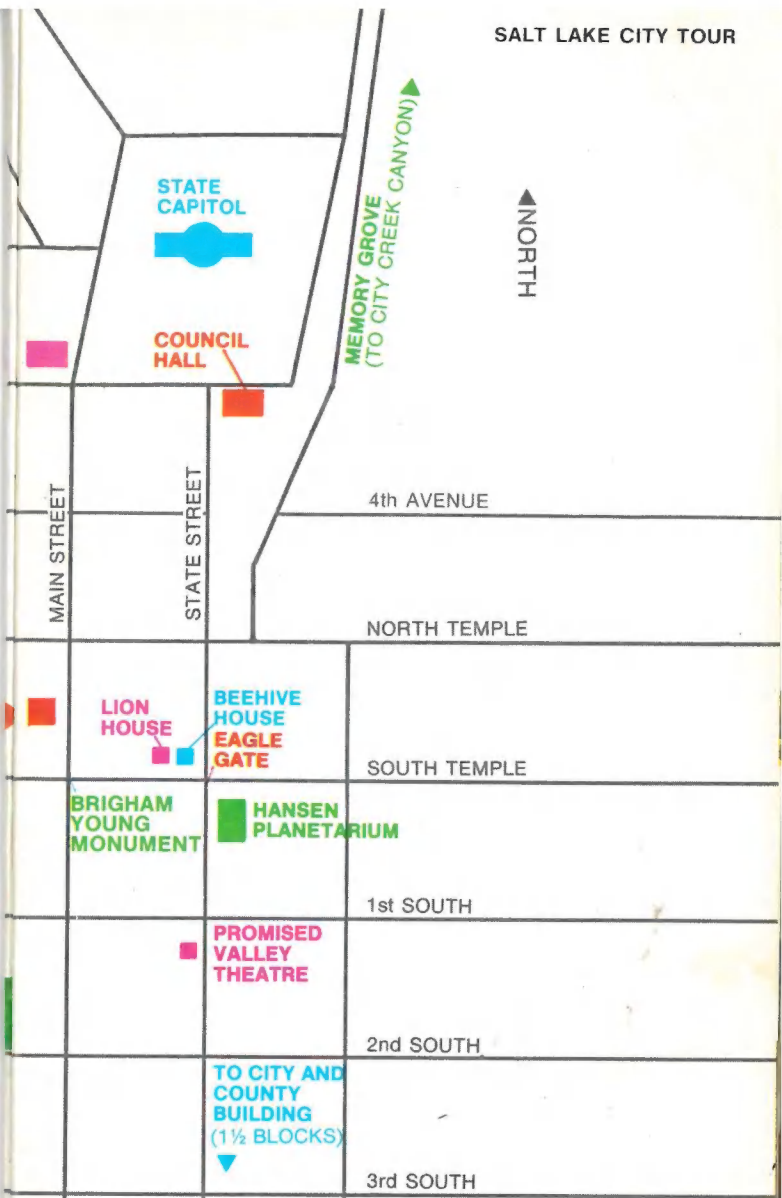 SALT LAKE CITY TOUR
MEMORY GROVE
(TO CITY CREEK CANYON)
NORTH
STATE
CAPITOL
COUNCIL
HALL
MAIN STREET
STATE STREET
4th AVENUE
NORTH TEMPLE
LION
HOUSE
BEEHIVE
HOUSE
EAGLE
GATE
SOUTH TEMPLE
BRIGHAM
YOUNG
MONUMENT
HANSEN
PLANETARIUM
1st SOUTH
PROMISED
VALLEY
THEATRE
2nd SOUTH
TO CITY AND
COUNTY
BUILDING
(1½ BLOCKS)
3rd SOUTH